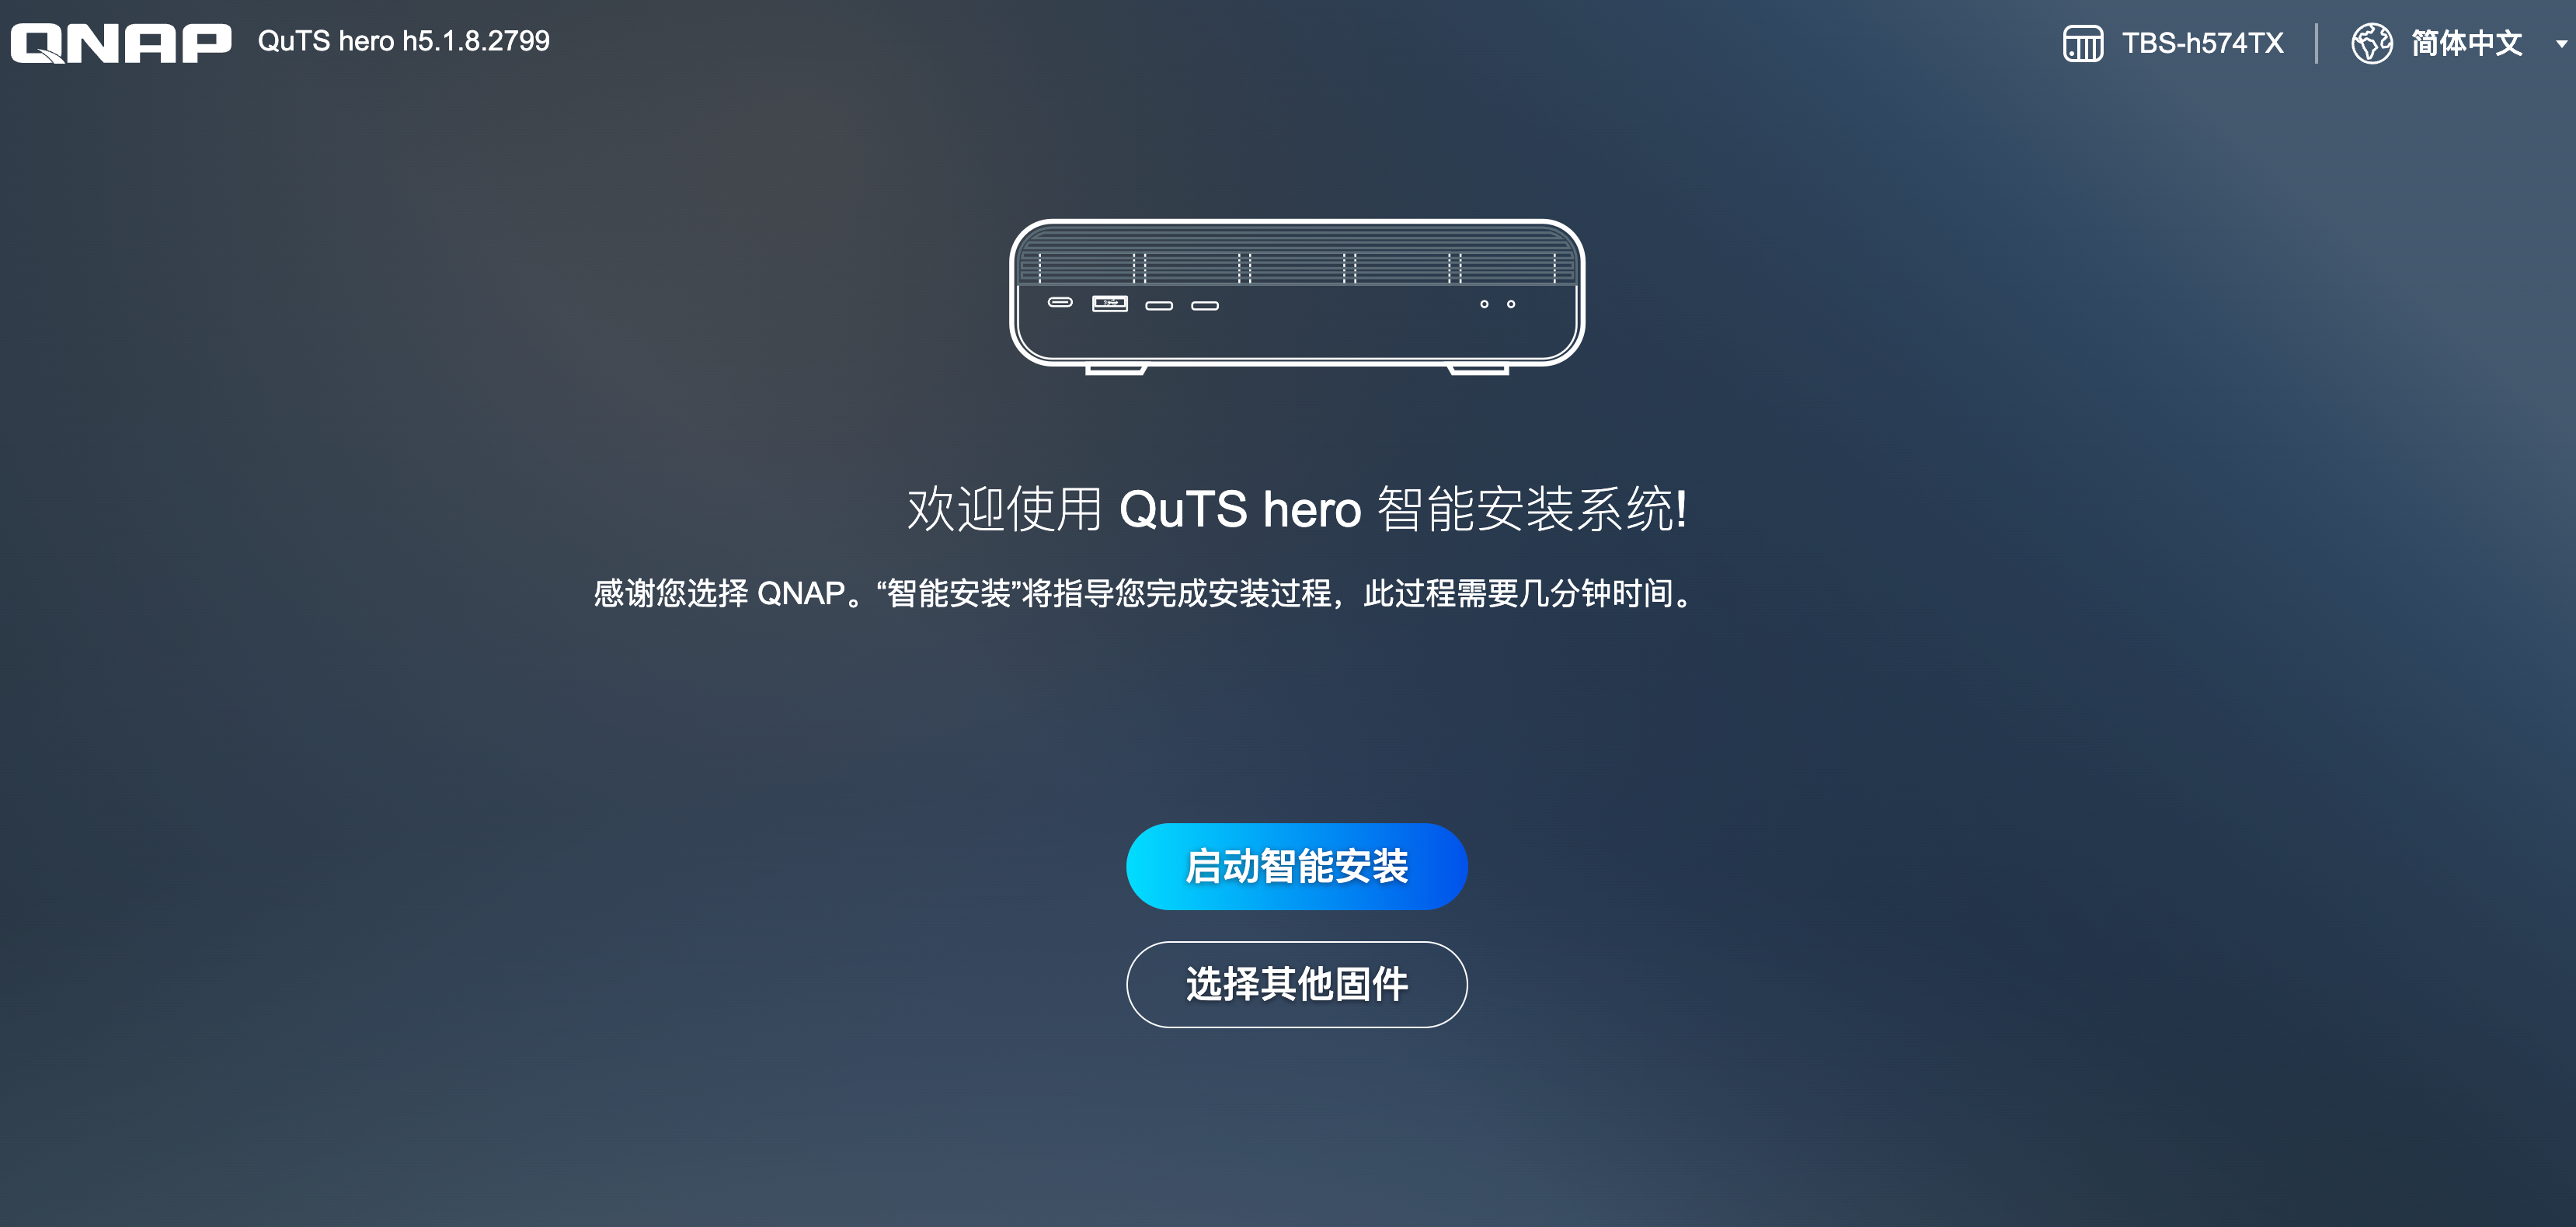 QNAP QuTS hero h5.1.8.2799 TBS-h574TX 简体中文
欢迎使用 QuTS hero 智能安装系统!
感谢您选择 QNAP。“智能安装”将指导您完成安装过程，此过程需要几分钟时间。
启动智能安装
选择其他固件